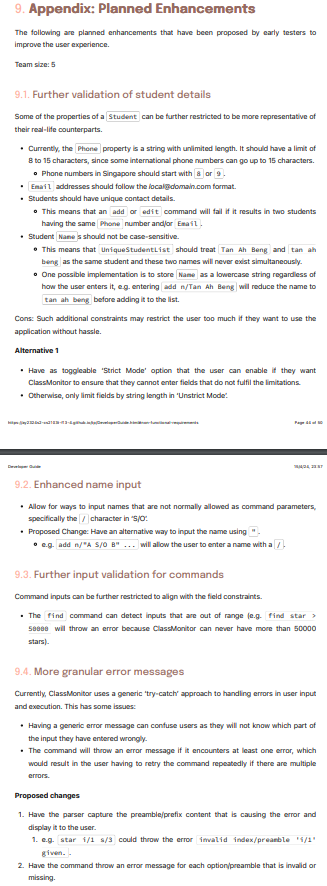 9. Appendix: Planned Enhancements
The following are planned enhancements that have been proposed by early testers to
improve the user experience.
Team size: 5
9.1. Further validation of student details
Some of the properties of a Student can be further restricted to be more representative of
their real-life counterparts.
• Currently, the Phone property is a string with unlimited length. It should have a limit of
8 to 15 characters, since some international phone numbers can go up to 15 characters.
◦ Phone numbers in Singapore should start with 8 or 9 .
• Email addresses should follow the local@domain.com format.
• Students should have unique contact details.
◦ This means that an add or edit command will fail if it results in two students
having the same Phone number and/or Email .
• Student Name s should not be case-sensitive.
◦ This means that UniqueStudentList should treat Tan Ah Beng and tan ah
beng as the same student and these two names will never exist simultaneously.
◦ One possible implementation is to store Name as a lowercase string regardless of
how the user enters it, e.g. entering add n/Tan Ah Beng will reduce the name to
tan ah beng before adding it to the list.
Cons: Such additional constraints may restrict the user too much if they want to use the
application without hassle.
Alternative 1
• Have as toggleable 'Strict Mode' option that the user can enable if they want
ClassMonitor to ensure that they cannot enter fields that do not fulfil the limitations.
• Otherwise, only limit fields by string length in 'Unstrict Mode'.
Page 44 of 50
Developer Guide 15/4/24, 23:57
9.2. Enhanced name input
• Allow for ways to input names that are not normally allowed as command parameters,
specifically the / character in 'S/O'.
• Proposed Change: Have an alternative way to input the name using " .
◦ e.g. add n/"A S/O B" ... will allow the user to enter a name with a / .
9.3. Further input validation for commands
Command inputs can be further restricted to align with the field constraints.
• The find command can detect inputs that are out of range (e.g. find star >
50000 will throw an error because ClassMonitor can never have more than 50000
stars).
9.4. More granular error messages
Currently, ClassMonitor uses a generic 'try-catch' approach to handling errors in user input
and execution. This has some issues:
• Having a generic error message can confuse users as they will not know which part of
the input they have entered wrongly.
• The command will throw an error message if it encounters at least one error, which
would result in the user having to retry the command repeatedly if there are multiple
errors.
Proposed changes
1. Have the parser capture the preamble/prefix content that is causing the error and
display it to the user.
1. e.g. star i/1 s/3 could throw the error invalid index/preamble 'i/1'
given. .
2. Have the command throw an error message for each option/preamble that is invalid or
missing.